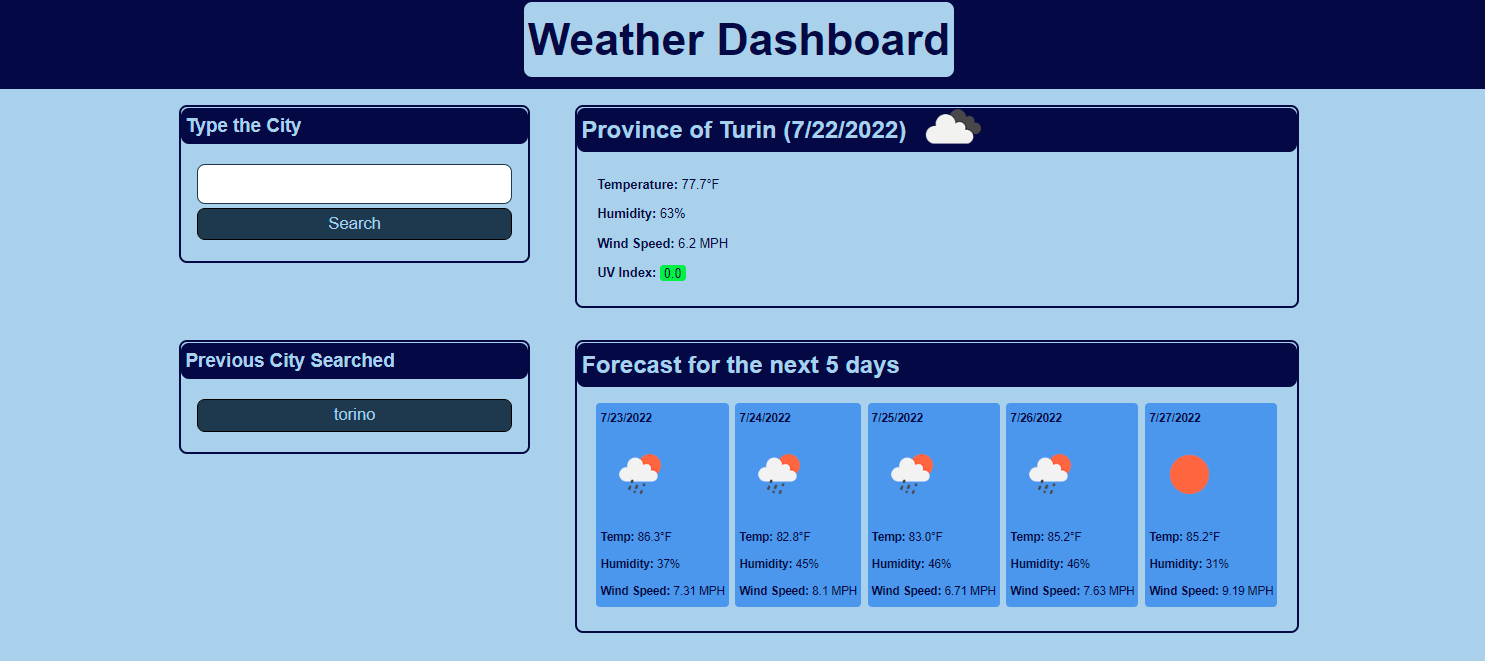 Weather Dashboard
Type the City
Search
Province of Turin (7/22/2022)
Temperature: 77.7°F
Humidity: 63%
Wind Speed: 6.2 MPH
UV Index: 0.0
Previous City Searched
torino
Forecast for the next 5 days
7/23/2022
Temp: 86.3°F
Humidity: 37%
Wind Speed: 7.31 MPH
7/24/2022
Temp: 82.8°F
Humidity: 45%
Wind Speed: 8.1 MPH
7/25/2022
Temp: 83.0°F
Humidity: 46%
Wind Speed: 6.71 MPH
7/26/2022
Temp: 85.2°F
Humidity: 46%
Wind Speed: 7.63 MPH
7/27/2022
Temp: 85.2°F
Humidity: 31%
Wind Speed: 9.19 MPH